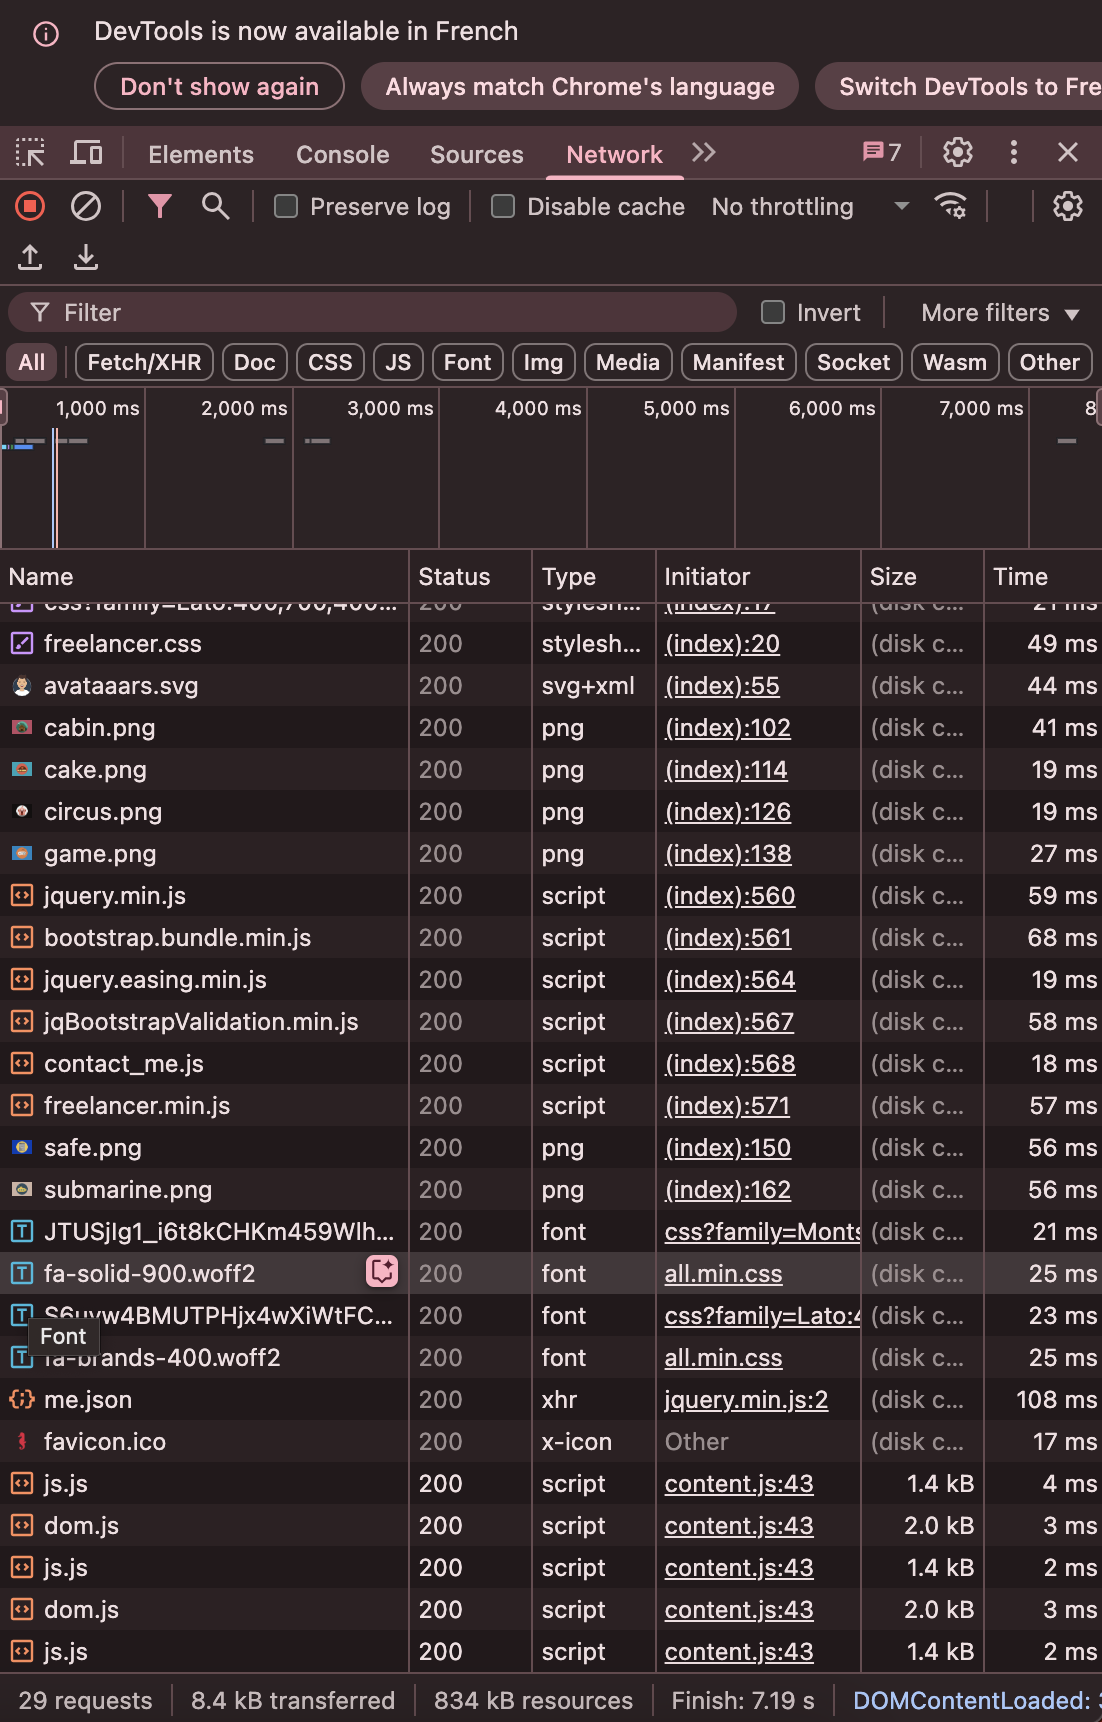 DevTools is now available in French
Don't show again Always match Chrome's language Switch DevTools to Fre
Elements Console Sources Network 7
Preserve log Disable cache No throttling
Filter Invert More filters
All Fetch/XHR Doc CSS JS Font Img Media Manifest Socket Wasm Other
1,000 ms 2,000 ms 3,000 ms 4,000 ms 5,000 ms 6,000 ms 7,000 ms 8
Name Status Type Initiator Size Time
css?family=Lato:400,700,400... 200 stylesh... (index):17 (disk c... 21 ms
freelancer.css 200 stylesh... (index):20 (disk c... 49 ms
avataaars.svg 200 svg+xml (index):55 (disk c... 44 ms
cabin.png 200 png (index):102 (disk c... 41 ms
cake.png 200 png (index):114 (disk c... 19 ms
circus.png 200 png (index):126 (disk c... 19 ms
game.png 200 png (index):138 (disk c... 27 ms
jquery.min.js 200 script (index):560 (disk c... 59 ms
bootstrap.bundle.min.js 200 script (index):561 (disk c... 68 ms
jquery.easing.min.js 200 script (index):564 (disk c... 19 ms
jqBootstrapValidation.min.js 200 script (index):567 (disk c... 58 ms
contact_me.js 200 script (index):568 (disk c... 18 ms
freelancer.min.js 200 script (index):571 (disk c... 57 ms
safe.png 200 png (index):150 (disk c... 56 ms
submarine.png 200 png (index):162 (disk c... 56 ms
JTUSjIg1_i6t8kCHKm459Wlh... 200 font css?family=Monts (disk c... 21 ms
fa-solid-900.woff2 200 font all.min.css (disk c... 25 ms
S6uyw4BMUTPHjx4wXiWtFC... 200 font css?family=Lato:4 (disk c... 23 ms
Font
fa-brands-400.woff2 200 font all.min.css (disk c... 25 ms
me.json 200 xhr jquery.min.js:2 (disk c... 108 ms
favicon.ico 200 x-icon Other (disk c... 17 ms
js.js 200 script content.js:43 1.4 kB 4 ms
dom.js 200 script content.js:43 2.0 kB 3 ms
js.js 200 script content.js:43 1.4 kB 2 ms
dom.js 200 script content.js:43 2.0 kB 3 ms
js.js 200 script content.js:43 1.4 kB 2 ms
29 requests 8.4 kB transferred 834 kB resources Finish: 7.19 s DOMContentLoaded: